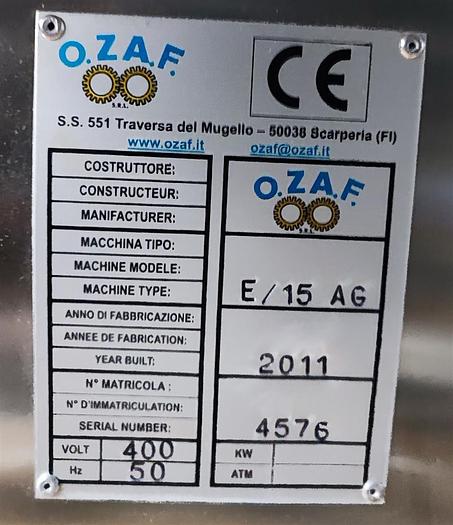 O.ZA.F.
S.R.L.
CE
S.S. 551 Traversa del Mugello – 50038 Scarperia (FI)
www.ozaf.it ozaf@ozaf.it
COSTRUTTORE:
CONSTRUCTEUR:
MANIFACTURER:
O.ZA.F.
S.R.L.
MACCHINA TIPO:
MACHINE MODELE:
MACHINE TYPE:
E/15 AG
ANNO DI FABBRICAZIONE:
ANNEE DE FABRICATION:
YEAR BUILT:
2011
N° MATRICOLA :
N° D'IMMATRICULATION:
SERIAL NUMBER:
4576
VOLT 400 KW
Hz 50 ATM